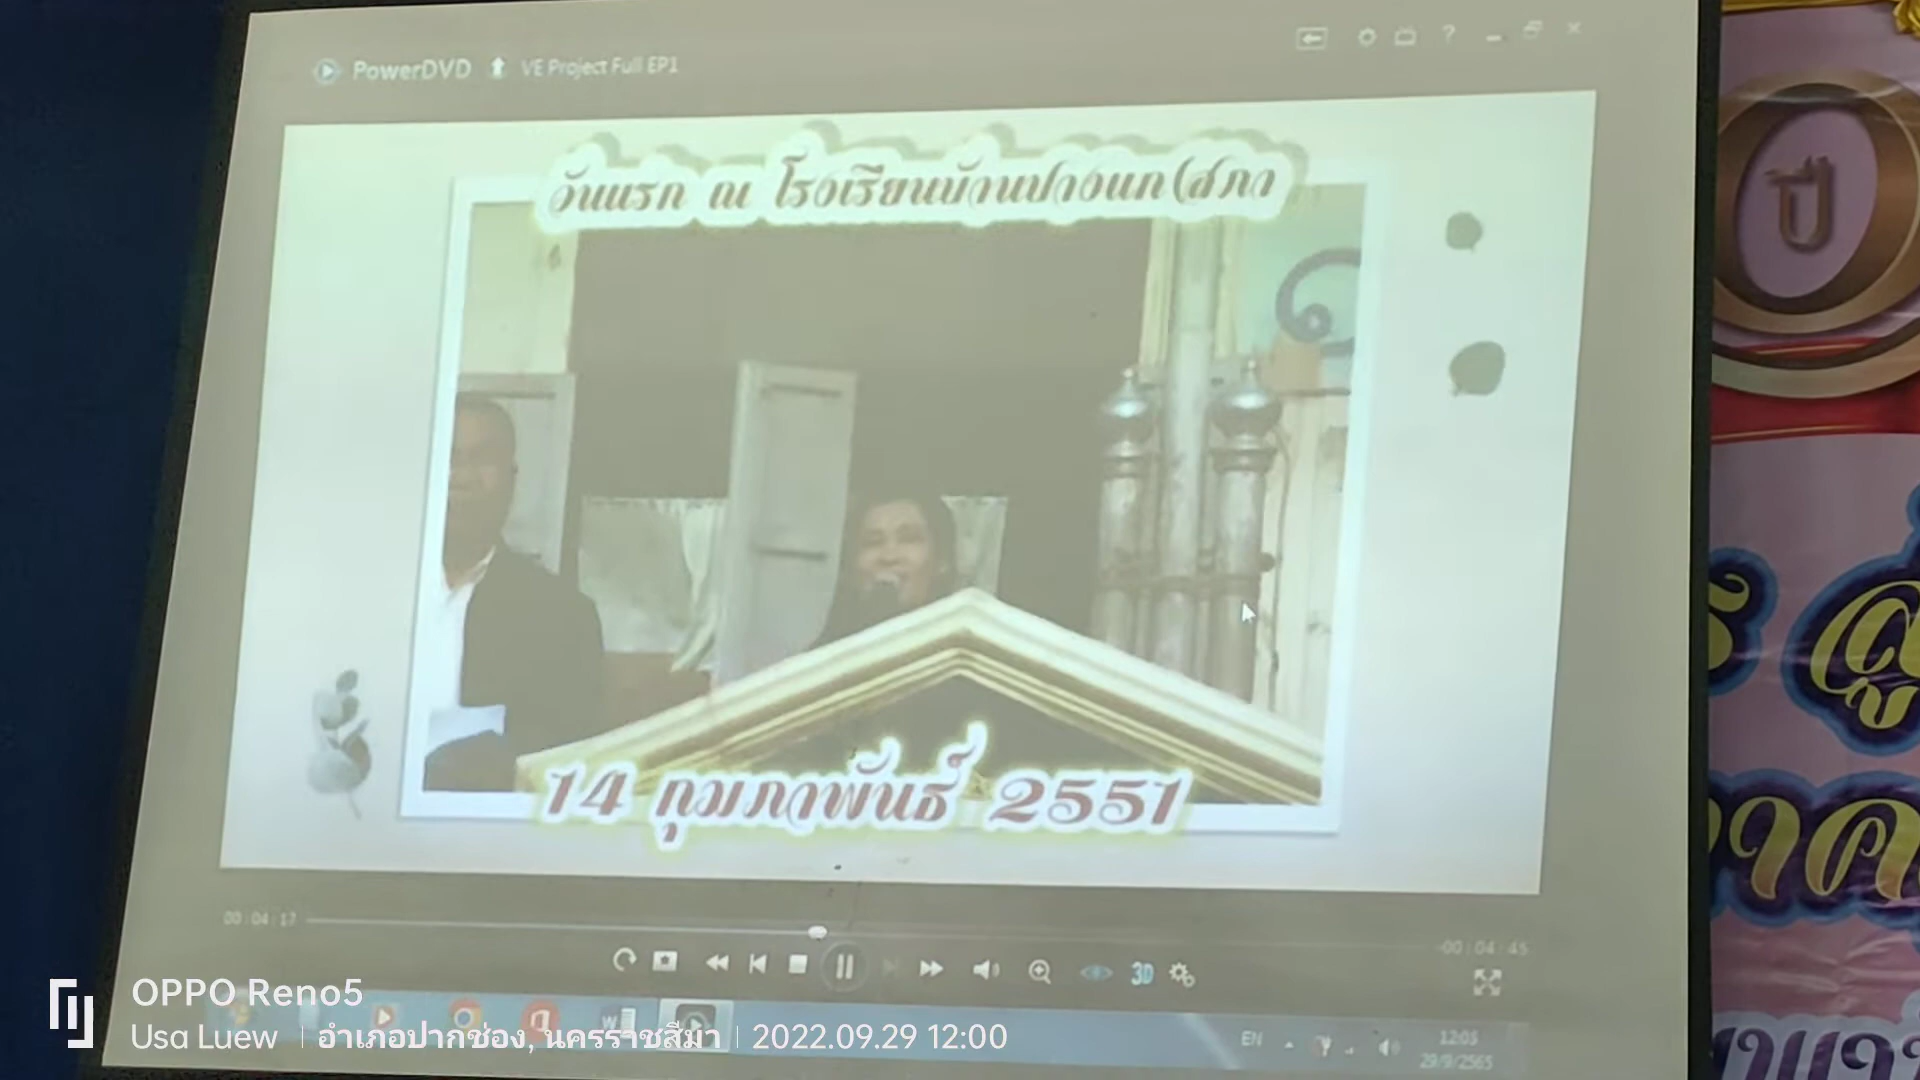 PowerDVD VE Project Full EP1
วันแรก ณ โรงเรียนบ้านปางแก(สภา
ปี
14 กุมภาพันธ์ 2551
00:04:17
-00:04:45
3D
EN
12:05
29/9/2565
OPPO Reno5
Usa Luew | อำเภอปากช่อง, นครราชสีมา | 2022.09.29 12:00